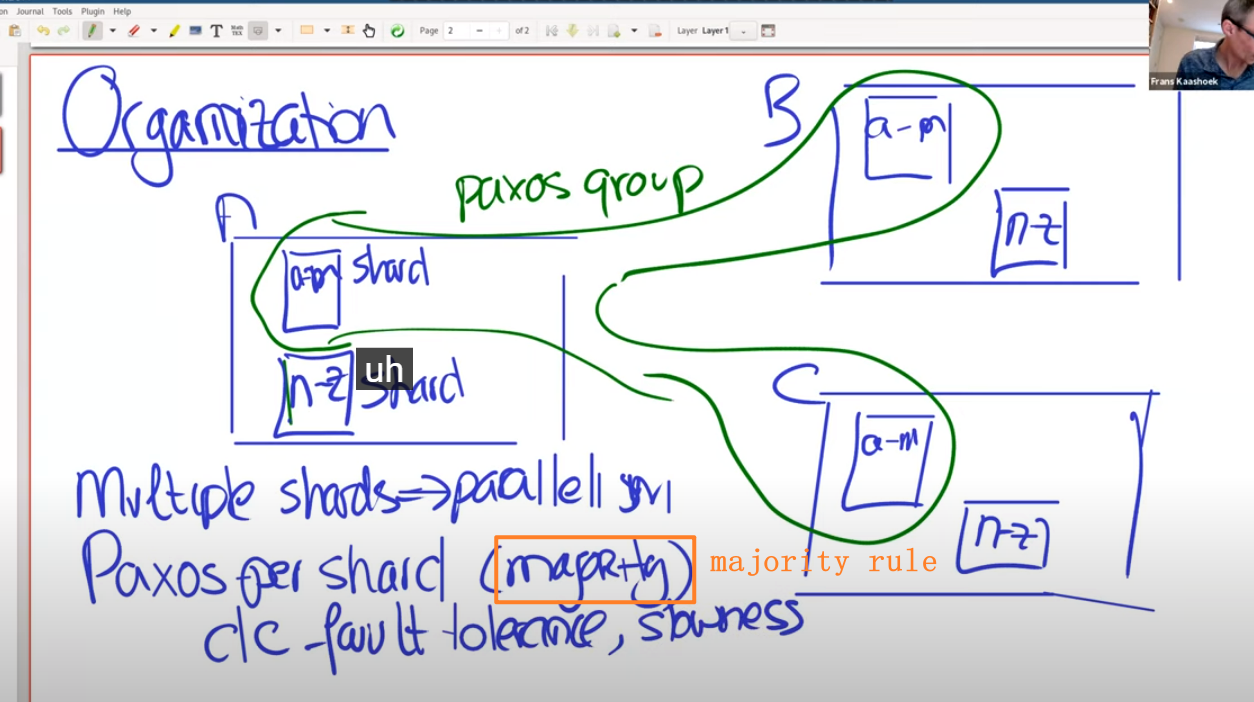 Journal Tools Plugin Help
Page 2 of 2 Layer Layer 1
Frans Kaashoek
Organization
B
a-m
n-z
paxos group
A
a-m shard
n-z shard
uh
C
a-m
n-z
Multiple shards => parallelism
Paxos per shard (majority) majority rule
d/c fault tolerance, slowness